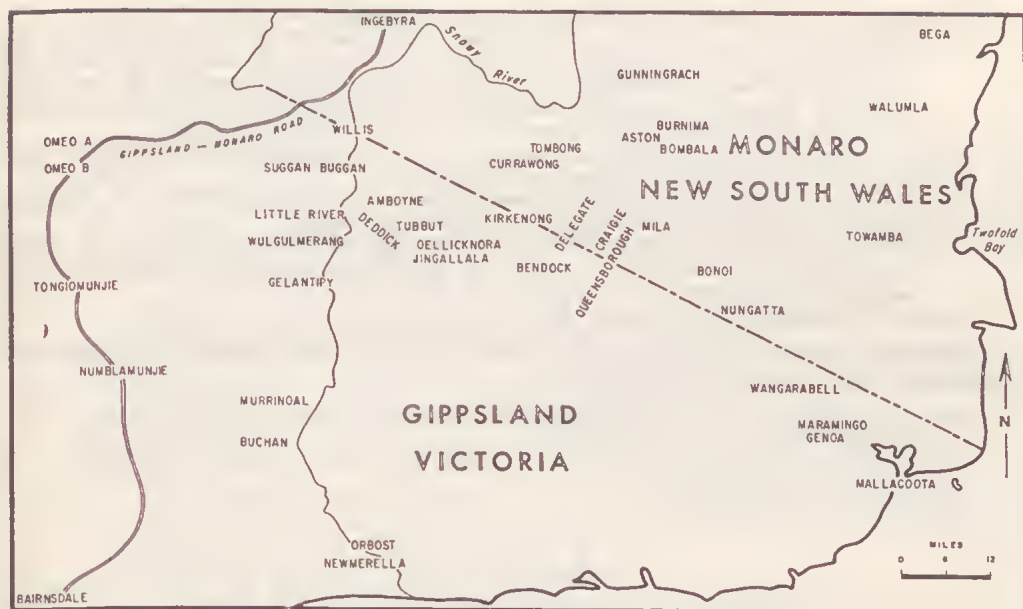 INGEBYRA
Snowy
River
BEGA
GUNNINGRACH
WALUMLA
OMEO A
GIPPSLAND — MONARO ROAD
WILLIS
BURNIMA
ASTON
BOMBALA
MONARO
TOMBONG
CURRAWONG
OMEO B
SUGGAN BUGGAN
NEW SOUTH WALES
AMBOYNE
LITTLE RIVER
DEDDICK
TUBBUT
KIRKENONG
DELEGATE
CRAIGIE
MILA
TOWAMBA
Twofold
Bay
WULGULMERANG
OELLICKNORA
JINGALLALA
BENDOCK
QUEENSBOROUGH
BONOI
GELANTIPY
TONGIOMUNJIE
NUNGATTA
NUMBLAMUNJIE
WANGARABELL
MURRINOAL
GIPPSLAND
VICTORIA
MARAMINGO
GENOA
N
BUCHAN
MALLACOOTA
ORBOST
NEWMERELLA
MILES
0 6 12
BAIRNSDALE